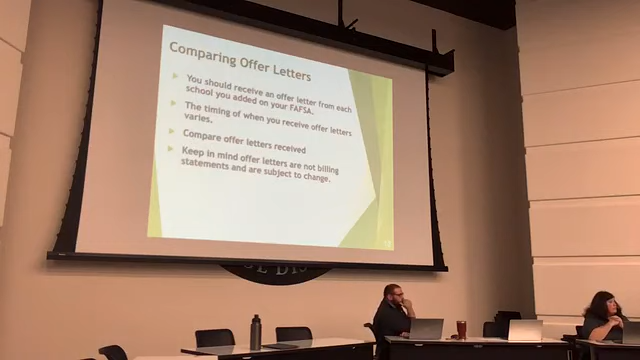 Comparing Offer Letters
You should receive an offer letter from each
school you added on your FAFSA.
The timing of when you receive offer letters
varies.
Compare offer letters received
Keep in mind offer letters are not billing
statements and are subject to change.